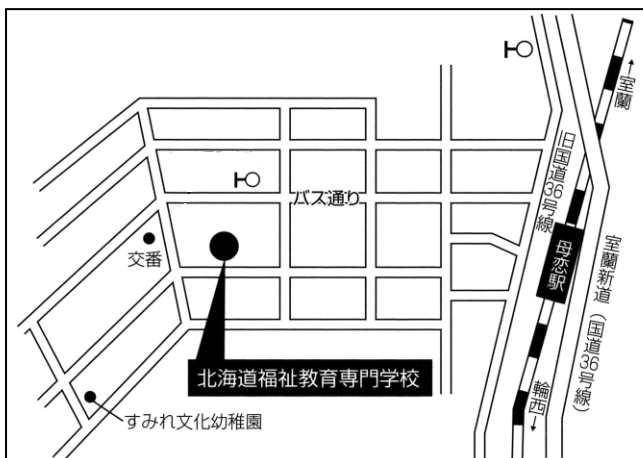 ←室蘭
旧国道36号線
バス通り
交番
母恋駅
室蘭新道（国道36号線）
北海道福祉教育専門学校
すみれ文化幼稚園
輪西→